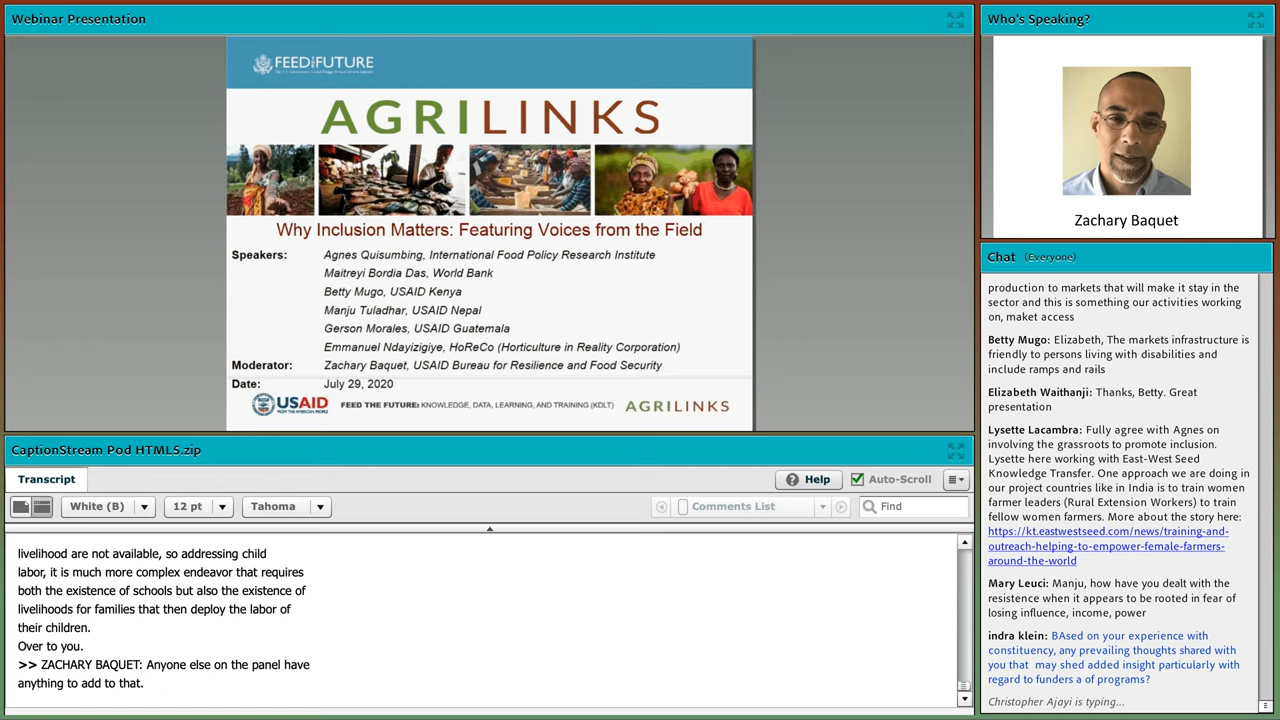 Webinar Presentation
FEED THE FUTURE
AGRILINKS
Why Inclusion Matters: Featuring Voices from the Field
Speakers: Agnes Quisumbing, International Food Policy Research Institute
Maitreyi Bordia Das, World Bank
Betty Mugo, USAID Kenya
Manju Tuladhar, USAID Nepal
Gerson Morales, USAID Guatemala
Emmanuel Ndayizigiye, HoReCo (Horticulture in Reality Corporation)
Moderator: Zachary Baquet, USAID Bureau for Resilience and Food Security
Date: July 29, 2020
USAID
FROM THE AMERICAN PEOPLE
FEED THE FUTURE: KNOWLEDGE, DATA, LEARNING, AND TRAINING (KDLT)
AGRILINKS
Who's Speaking?
Zachary Baquet
Chat (Everyone)
production to markets that will make it stay in the
sector and this is something our activities working
on, maket access
Betty Mugo: Elizabeth, The markets infrastructure is
friendly to persons living with disabilities and
include ramps and rails
Elizabeth Waithanji: Thanks, Betty. Great
presentation
Lysette Lacambra: Fully agree with Agnes on
involving the grassroots to promote inclusion.
Lysette here working with East-West Seed
Knowledge Transfer. One approach we are doing in
our project countries like in India is to train women
farmer leaders (Rural Extension Workers) to train
fellow women farmers. More about the story here:
https://kt.eastwestseed.com/news/training-and-
outreach-helping-to-empower-female-farmers-
around-the-world
Mary Leuci: Manju, how have you dealt with the
resistence when it appears to be rooted in fear of
losing influence, income, power
indra klein: BAsed on your experience with
constituency, any prevailing thoughts shared with
you that may shed added insight particularly with
regard to funders a of programs?
Christopher Ajayi is typing...
CaptionStream Pod HTML5.zip
Transcript
Help
Auto-Scroll
White (B)
12 pt
Tahoma
Comments List
Find
livelihood are not available, so addressing child
labor, it is much more complex endeavor that requires
both the existence of schools but also the existence of
livelihoods for families that then deploy the labor of
their children.
Over to you.
>> ZACHARY BAQUET: Anyone else on the panel have
anything to add to that.